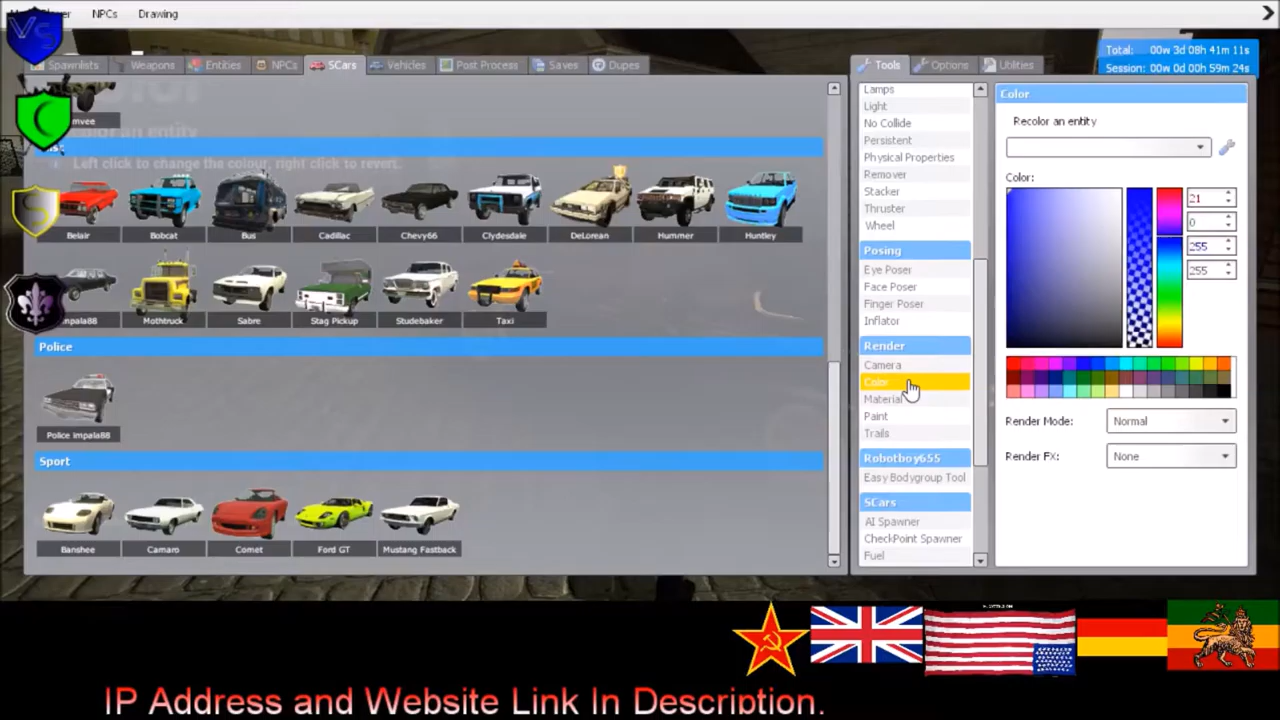 NPCs Drawing
Total: 00w 3d 08h 41m 11s
Session: 00w 0d 00h 59m 24s
Spawnlists Weapons Entities NPCs SCars Vehicles Post Process Saves Dupes
Tools Options Utilities
color an entity
Left click to change the colour, right click to revert.
Belair Bobcat Bus Cadillac Chevy66 Clydesdale DeLorean Hummer Huntley
Mothtruck Sabre Stag Pickup Studebaker Taxi
Police
Police impala88
Sport
Banshee Camaro Comet Ford GT Mustang Fastback
Lamps
Light
No Collide
Persistent
Physical Properties
Remover
Stacker
Thruster
Wheel
Posing
Eye Poser
Face Poser
Finger Poser
Inflator
Render
Camera
Color
Material
Paint
Trails
Robotboy655
Easy Bodygroup Tool
SCars
AI Spawner
CheckPoint Spawner
Fuel
Color
Recolor an entity
Color:
21
0
255
255
Render Mode: Normal
Render FX: None
IP Address and Website Link In Description.